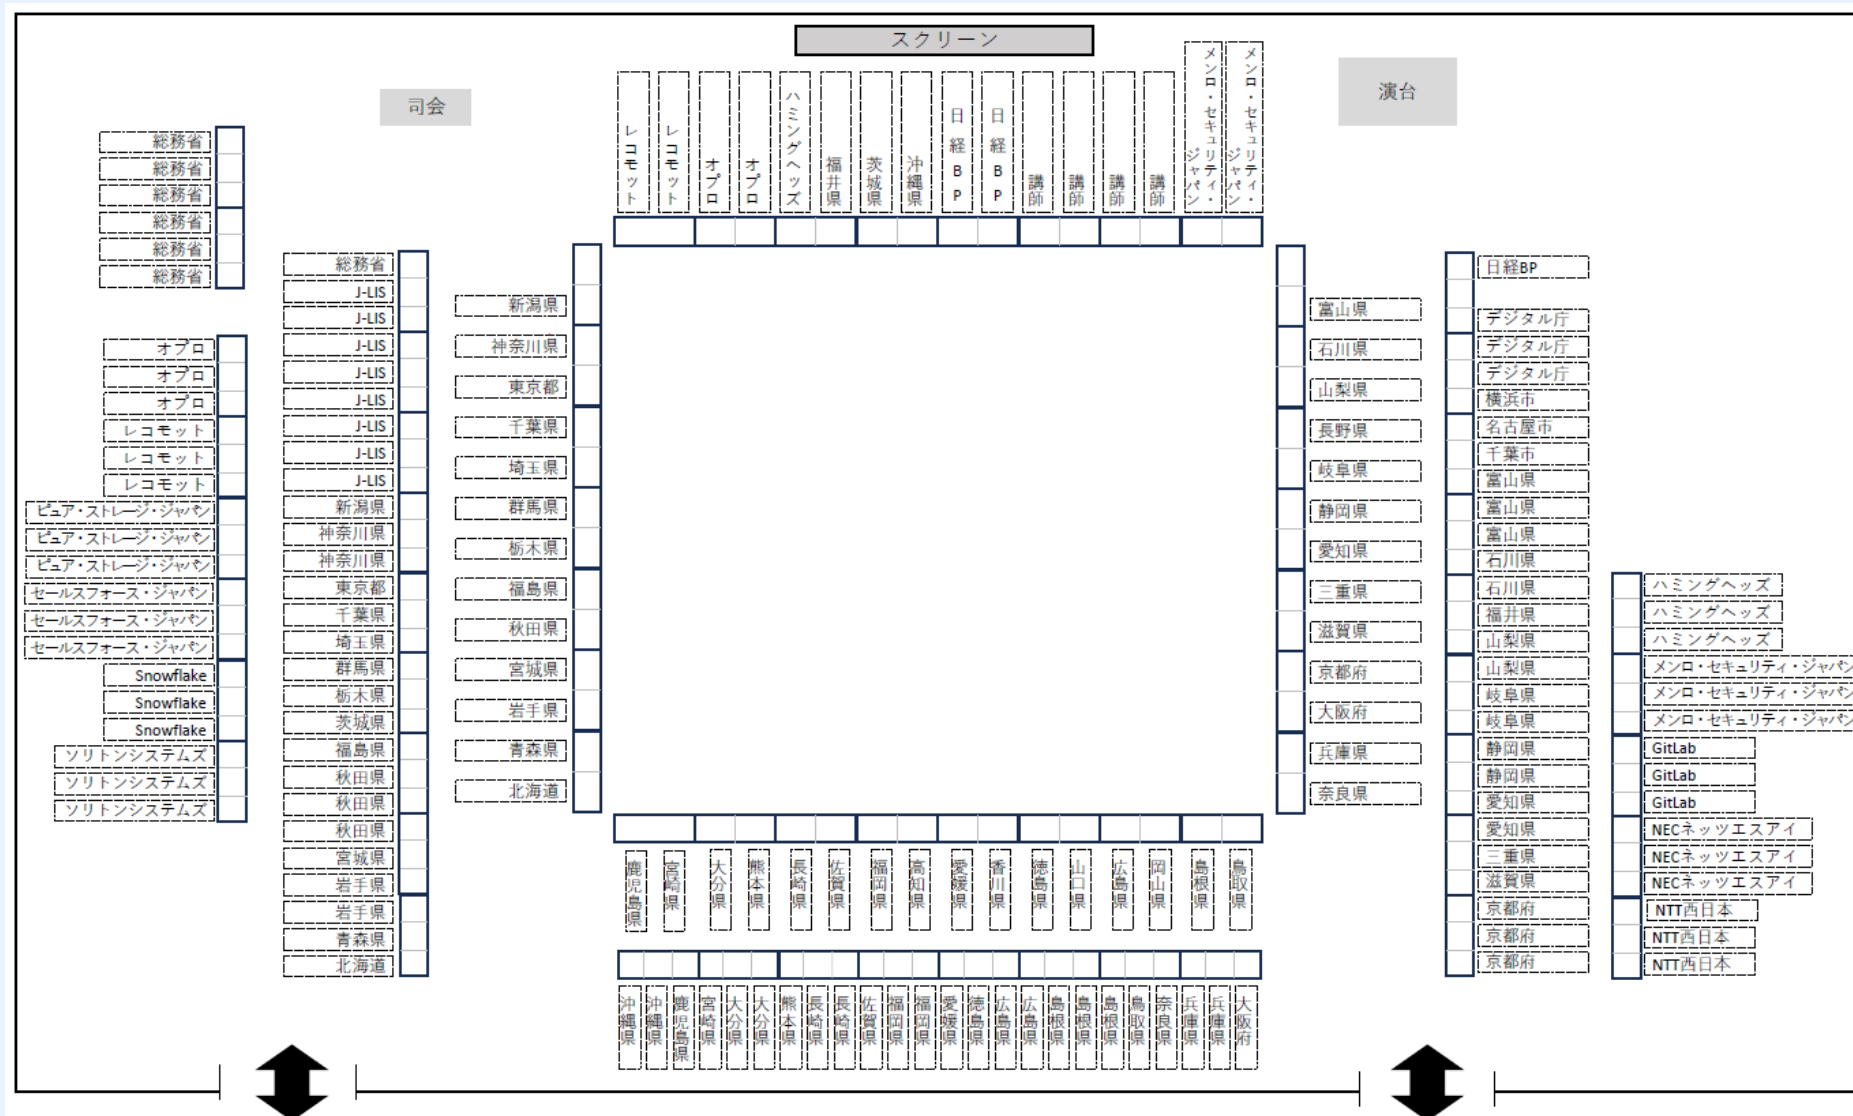 スクリーン
司会
演台
レコモット
レコモット
オプロ
オプロ
ハミングヘッズ
福井県
茨城県
沖縄県
日経BP
日経BP
講師
講師
講師
講師
メンロ・セキュリティ・ジャパン
メンロ・セキュリティ・ジャパン
総務省
総務省
総務省
総務省
総務省
総務省
オプロ
オプロ
オプロ
レコモット
レコモット
レコモット
ピュア・ストレージ・ジャパン
ピュア・ストレージ・ジャパン
ピュア・ストレージ・ジャパン
セールスフォース・ジャパン
セールスフォース・ジャパン
セールスフォース・ジャパン
Snowflake
Snowflake
Snowflake
ソリトンシステムズ
ソリトンシステムズ
ソリトンシステムズ
総務省
J-LIS
J-LIS
J-LIS
J-LIS
J-LIS
J-LIS
J-LIS
J-LIS
新潟県
神奈川県
神奈川県
東京都
千葉県
埼玉県
群馬県
栃木県
茨城県
福島県
秋田県
秋田県
秋田県
宮城県
岩手県
岩手県
青森県
北海道
新潟県
神奈川県
東京都
千葉県
埼玉県
群馬県
栃木県
福島県
秋田県
宮城県
岩手県
青森県
北海道
富山県
石川県
山梨県
長野県
岐阜県
静岡県
愛知県
三重県
滋賀県
京都府
大阪府
兵庫県
奈良県
日経BP
デジタル庁
デジタル庁
デジタル庁
横浜市
名古屋市
千葉市
富山県
富山県
富山県
石川県
石川県
福井県
山梨県
山梨県
岐阜県
岐阜県
静岡県
静岡県
愛知県
愛知県
三重県
滋賀県
京都府
京都府
京都府
ハミングヘッズ
ハミングヘッズ
ハミングヘッズ
メンロ・セキュリティ・ジャパン
メンロ・セキュリティ・ジャパン
メンロ・セキュリティ・ジャパン
GitLab
GitLab
GitLab
NECネッツエスアイ
NECネッツエスアイ
NECネッツエスアイ
NTT西日本
NTT西日本
NTT西日本
鹿児島県
宮崎県
大分県
熊本県
長崎県
佐賀県
福岡県
高知県
愛媛県
香川県
徳島県
山口県
広島県
岡山県
島根県
鳥取県
沖縄県
沖縄県
鹿児島県
宮崎県
大分県
大分県
熊本県
長崎県
長崎県
佐賀県
福岡県
福岡県
愛媛県
徳島県
広島県
広島県
島根県
島根県
島根県
鳥取県
奈良県
兵庫県
兵庫県
大阪府